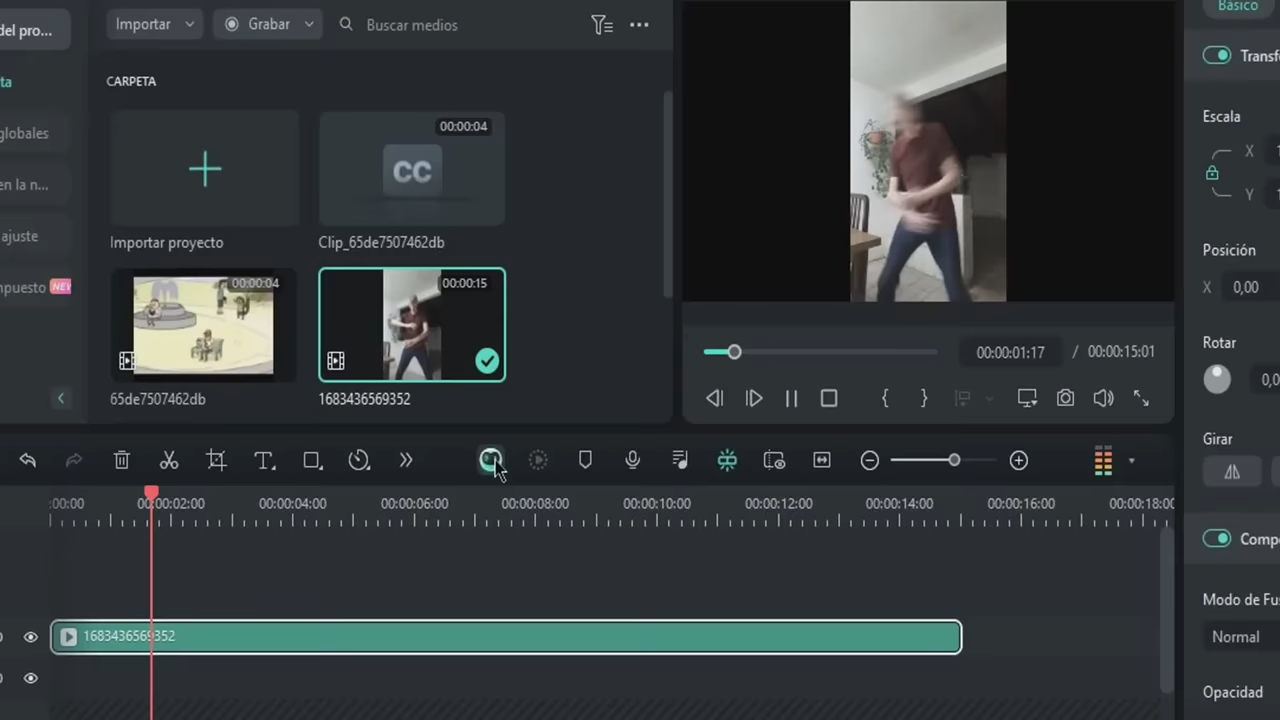 del pro...
Importar
Grabar
Buscar medios
Básico
ta
CARPETA
Transf
globales
00:00:04
CC
Escala
X
1
en la n...
Y
1
ajuste
Importar proyecto
Clip_65de7507462db
Posición
mpuesto NEW
00:00:04
00:00:15
X 0,00
00:00:01:17 / 00:00:15:01
Rotar
0,0
65de7507462db
1683436569352
Girar
:00:00
00:00:02:00
00:00:04:00
00:00:06:00
00:00:08:00
00:00:10:00
00:00:12:00
00:00:14:00
00:00:16:00
00:00:18:00
Comp
Modo de Fu
1683436569352
Normal
Opacidad